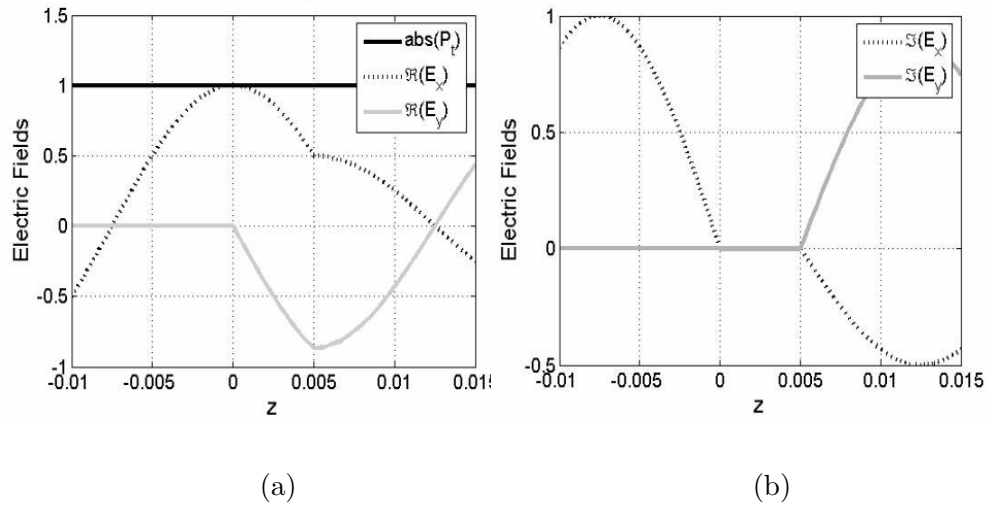 1.5
1
0.5
0
-0.5
-1
Electric Fields
-0.01 -0.005 0 0.005 0.01 0.015
z
abs(P_t)
ℜ(E_x)
ℜ(E_y)
(a)
1
0.5
0
-0.5
Electric Fields
-0.01 -0.005 0 0.005 0.01 0.015
z
ℑ(E_x)
ℑ(E_y)
(b)